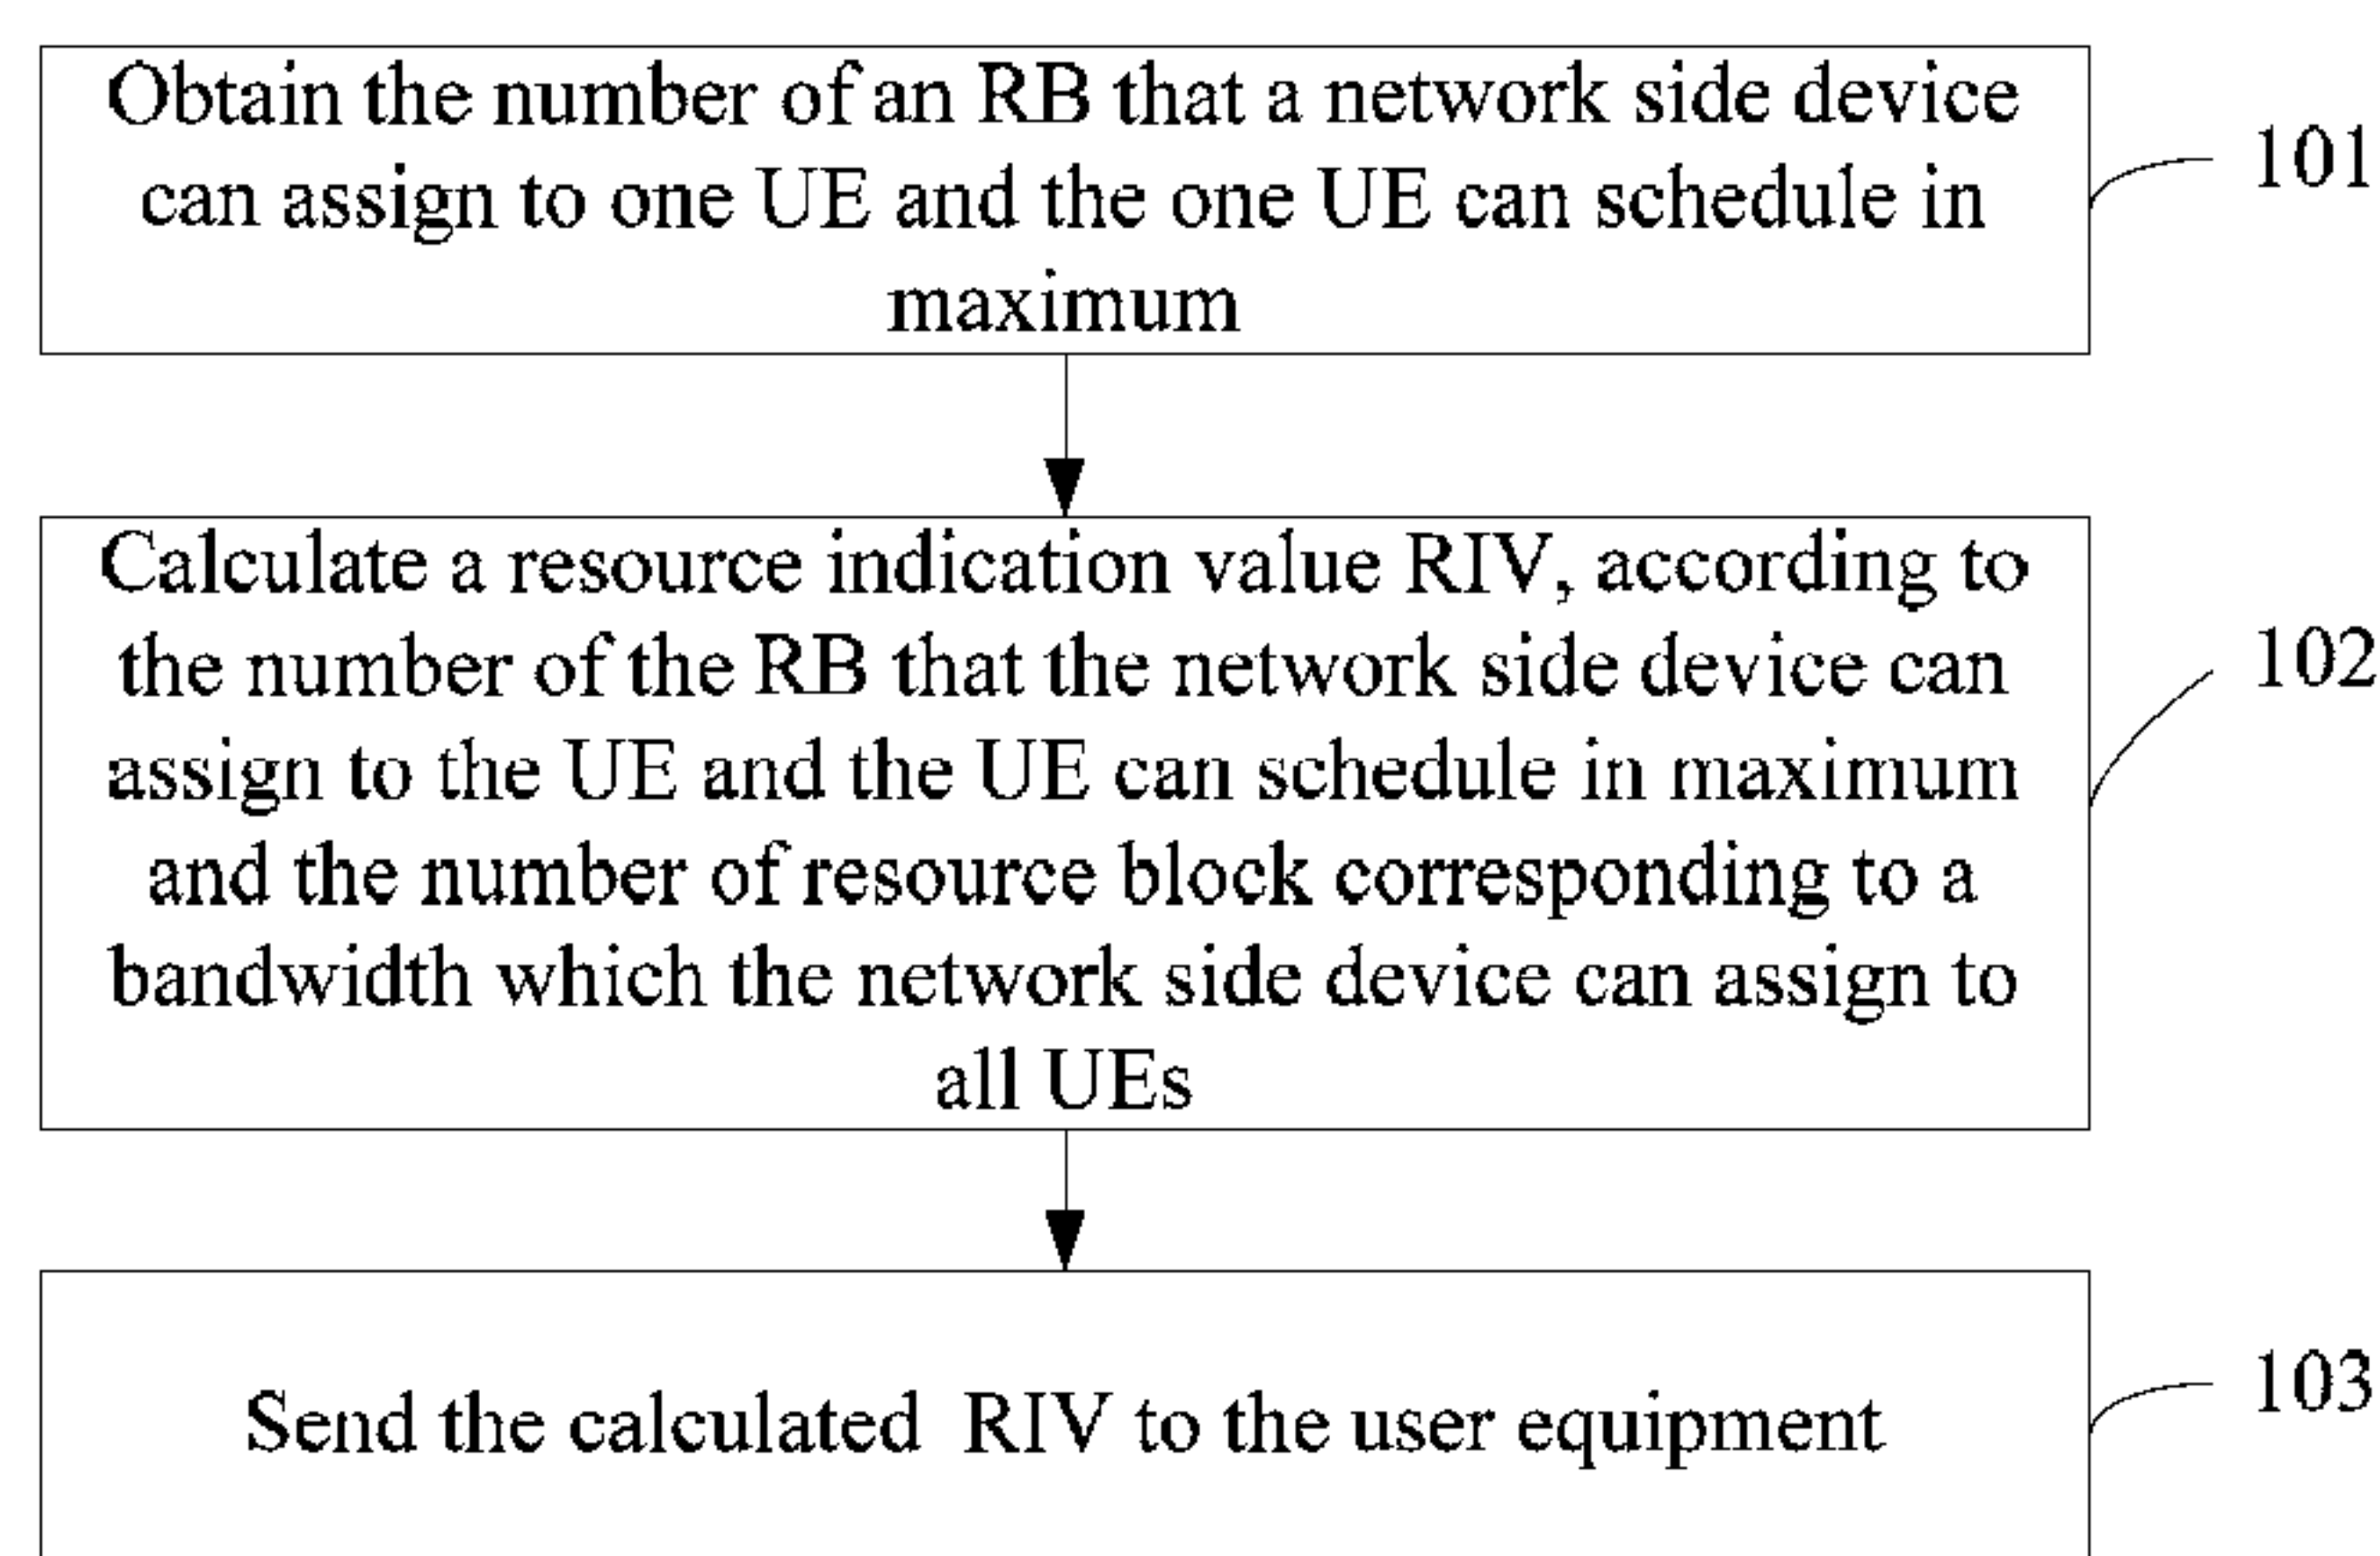 Obtain the number of an RB that a network side device
can assign to one UE and the one UE can schedule in
maximum
101
Calculate a resource indication value RIV, according to
the number of the RB that the network side device can
assign to the UE and the UE can schedule in maximum
and the number of resource block corresponding to a
bandwidth which the network side device can assign to
all UEs
102
Send the calculated RIV to the user equipment
103